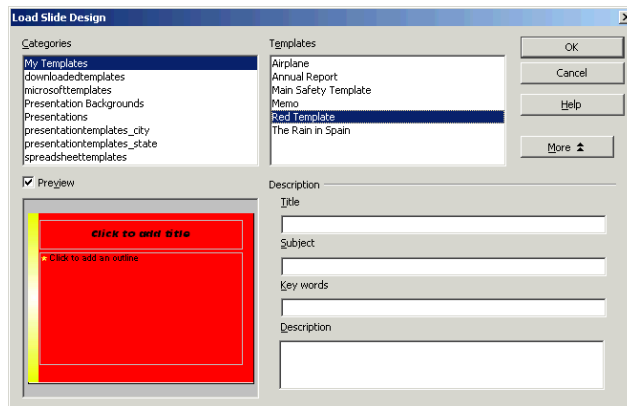 Load Slide Design
Categories
My Templates
downloadedtemplates
microsofttemplates
Presentation Backgrounds
Presentations
presentationtemplates_city
presentationtemplates_state
spreadsheettemplates
Templates
Airplane
Annual Report
Main Safety Template
Memo
Red Template
The Rain in Spain
OK
Cancel
Help
More
Preview
Click to add title
Click to add an outline
Description
Title
Subject
Key words
Description